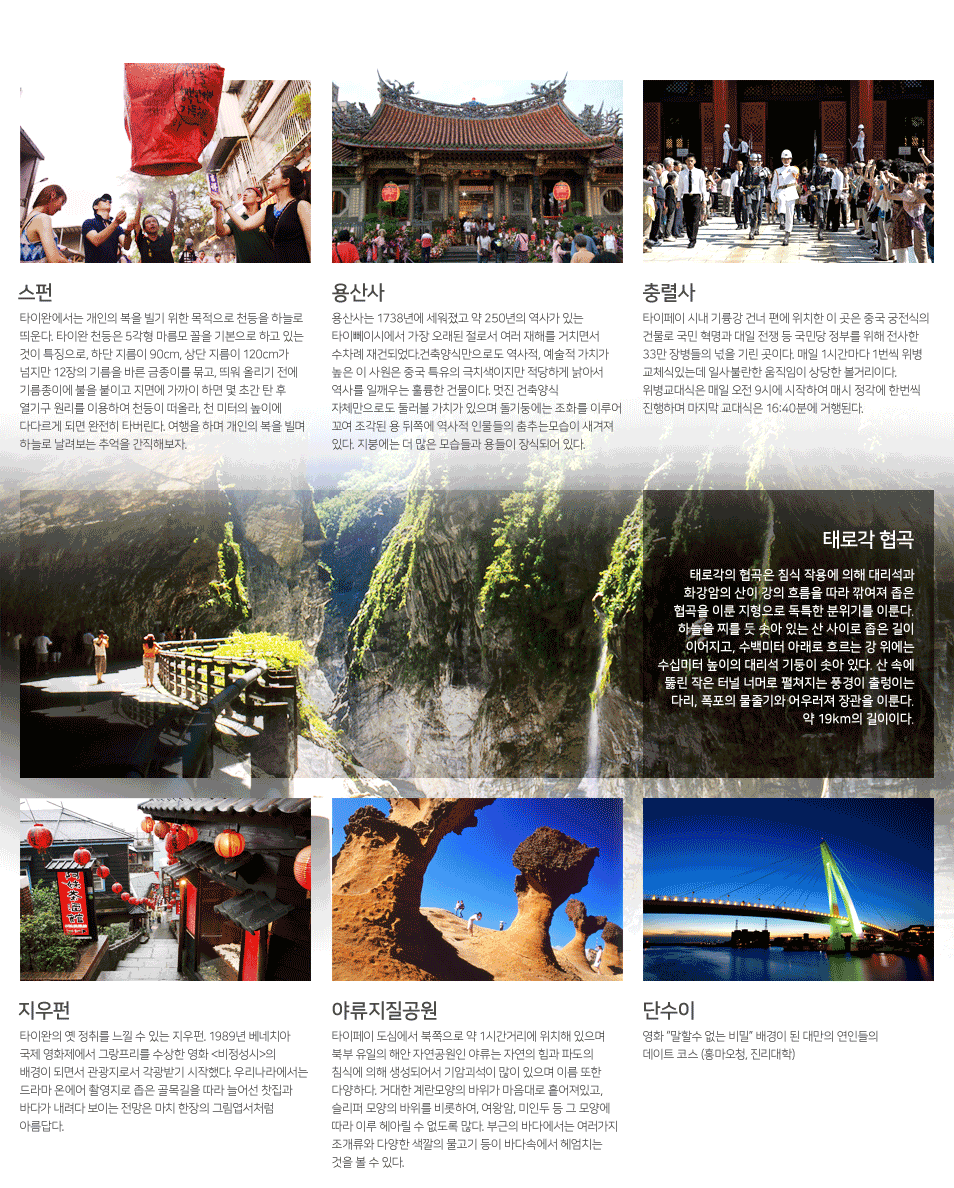 스펀
타이완에서는 개인의 복을 빌기 위한 목적으로 천등을 하늘로
띄운다. 타이완 천등은 5각형 마름모 꼴을 기본으로 하고 있는
것이 특징으로, 하단 지름이 90cm, 상단 지름이 120cm가
넘지만 12장의 기름을 바른 금종이를 묶고, 띄워 올리기 전에
기름종이에 불을 붙이고 지면에 가까이 하면 몇 초간 탄 후
열기구 원리를 이용하여 천등이 떠올라, 천 미터의 높이에
다다르게 되면 완전히 타버린다. 여행을 하며 개인의 복을 빌며
하늘로 날려보는 추억을 간직해보자.
용산사
용산사는 1738년에 세워졌고 약 250년의 역사가 있는
타이뻬이시에서 가장 오래된 절로서 여러 재해를 거치면서
수차례 재건되었다.건축양식만으로도 역사적, 예술적 가치가
높은 이 사원은 중국 특유의 극치색이지만 적당하게 낡아서
역사를 일깨우는 훌륭한 건물이다. 멋진 건축양식
자체만으로도 둘러볼 가치가 있으며 돌기둥에는 조화를 이루어
꼬여 조각된 용 뒤쪽에 역사적 인물들의 춤추는모습이 새겨져
있다. 지붕에는 더 많은 모습들과 용들이 장식되어 있다.
충렬사
타이페이 시내 기륭강 건너 편에 위치한 이 곳은 중국 궁전식의
건물로 국민 혁명과 대일 전쟁 등 국민당 정부를 위해 전사한
33만 장병들의 넋을 기린 곳이다. 매일 1시간마다 1번씩 위병
교체식있는데 일사불란한 움직임이 상당한 볼거리이다.
위병교대식은 매일 오전 9시에 시작하여 매시 정각에 한번씩
진행하며 마지막 교대식은 16:40분에 거행된다.
태로각 협곡
태로각의 협곡은 침식 작용에 의해 대리석과
화강암의 산이 강의 흐름을 따라 깎여져 좁은
협곡을 이룬 지형으로 독특한 분위기를 이룬다.
하늘을 찌를 듯 솟아 있는 산 사이로 좁은 길이
이어지고, 수백미터 아래로 흐르는 강 위에는
수십미터 높이의 대리석 기둥이 솟아 있다. 산 속에
뚫린 작은 터널 너머로 펼쳐지는 풍경이 출렁이는
다리, 폭포의 물줄기와 어우러져 장관을 이룬다.
약 19km의 길이이다.
지우펀
타이완의 옛 정취를 느낄 수 있는 지우펀. 1989년 베네치아
국제 영화제에서 그랑프리를 수상한 영화 <비정성시>의
배경이 되면서 관광지로서 각광받기 시작했다. 우리나라에서는
드라마 온에어 촬영지로 좁은 골목길을 따라 늘어선 찻집과
바다가 내려다 보이는 전망은 마치 한장의 그림엽서처럼
아름답다.
야류지질공원
타이페이 도심에서 북쪽으로 약 1시간거리에 위치해 있으며
북부 유일의 해안 자연공원인 야류는 자연의 힘과 파도의
침식에 의해 생성되어서 기암괴석이 많이 있으며 이름 또한
다양하다. 거대한 계란모양의 바위가 마음대로 흩어져있고,
슬리퍼 모양의 바위를 비롯하여, 여왕암, 미인두 등 그 모양에
따라 이루 헤아릴 수 없도록 많다. 부근의 바다에서는 여러가지
조개류와 다양한 색깔의 물고기 등이 바다속에서 헤엄치는
것을 볼 수 있다.
단수이
영화 "말할수 없는 비밀" 배경이 된 대만의 연인들의
데이트 코스 (홍마오청, 진리대학)